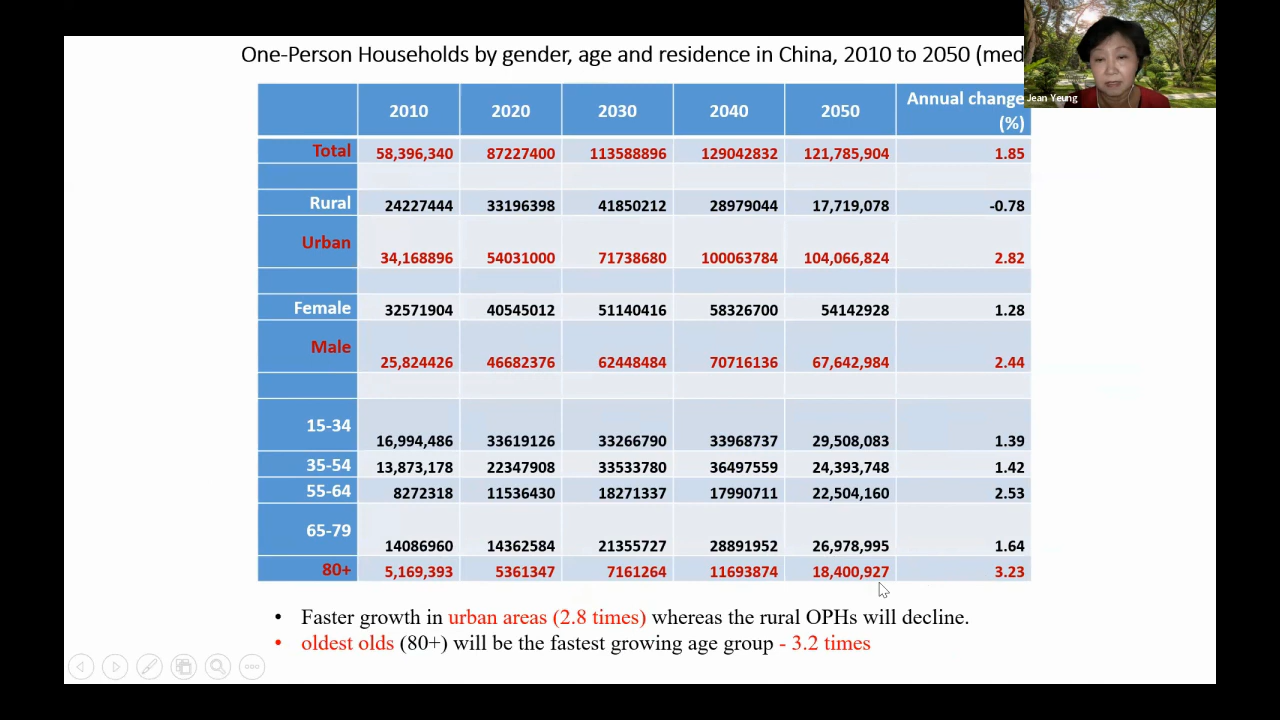 One-Person Households by gender, age and residence in China, 2010 to 2050 (med
Jean Yeung
2010 2020 2030 2040 2050 Annual change (%)
Total 58,396,340 87227400 113588896 129042832 121,785,904 1.85
Rural 24227444 33196398 41850212 28979044 17,719,078 -0.78
Urban 34,168896 54031000 71738680 100063784 104,066,824 2.82
Female 32571904 40545012 51140416 58326700 54142928 1.28
Male 25,824426 46682376 62448484 70716136 67,642,984 2.44
15-34 16,994,486 33619126 33266790 33968737 29,508,083 1.39
35-54 13,873,178 22347908 33533780 36497559 24,393,748 1.42
55-64 8272318 11536430 18271337 17990711 22,504,160 2.53
65-79 14086960 14362584 21355727 28891952 26,978,995 1.64
80+ 5,169,393 5361347 7161264 11693874 18,400,927 3.23
• Faster growth in urban areas (2.8 times) whereas the rural OPHs will decline.
• oldest olds (80+) will be the fastest growing age group - 3.2 times